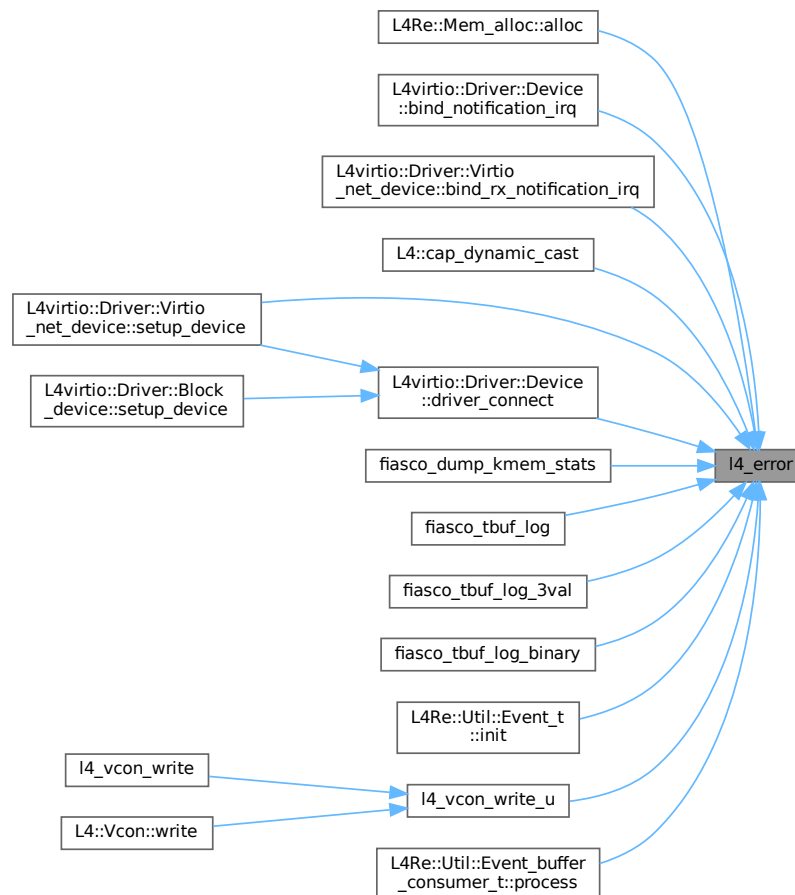 L4Re::Mem_alloc::alloc
L4virtio::Driver::Device
::bind_notification_irq
L4virtio::Driver::Virtio
_net_device::bind_rx_notification_irq
L4::cap_dynamic_cast
L4virtio::Driver::Virtio
_net_device::setup_device
L4virtio::Driver::Block
_device::setup_device
L4virtio::Driver::Device
::driver_connect
l4_error
fiasco_dump_kmem_stats
fiasco_tbuf_log
fiasco_tbuf_log_3val
fiasco_tbuf_log_binary
L4Re::Util::Event_t
::init
l4_vcon_write
L4::Vcon::write
l4_vcon_write_u
L4Re::Util::Event_buffer
_consumer_t::process